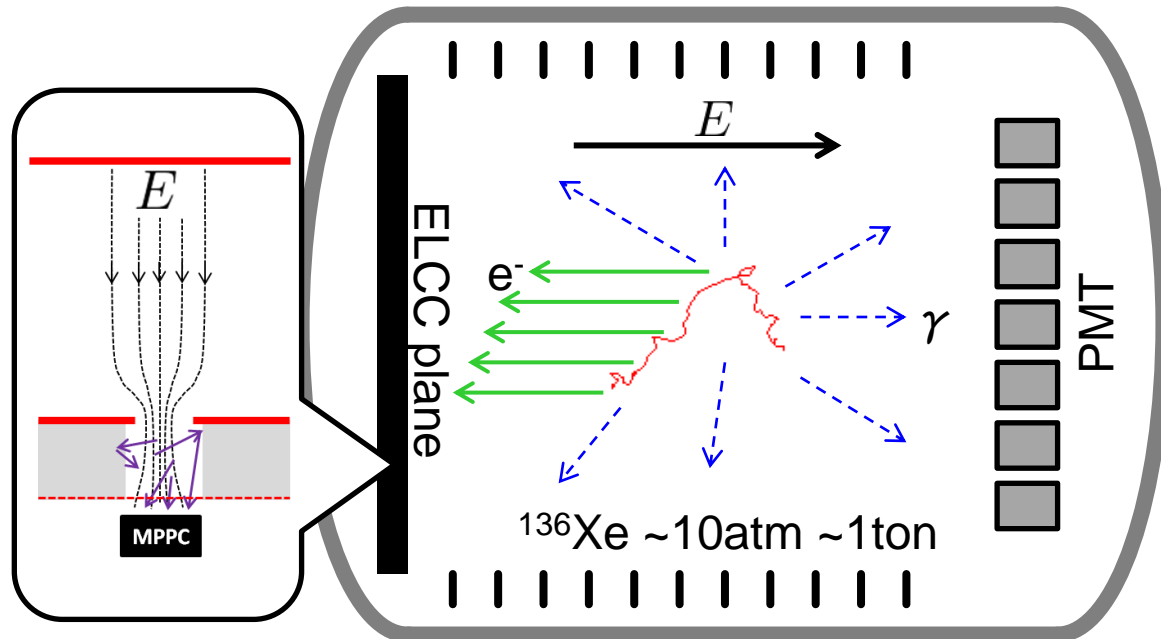 E
MPPC
E
ELCC plane
e-
γ
PMT
¹³⁶Xe ~10atm ~1ton